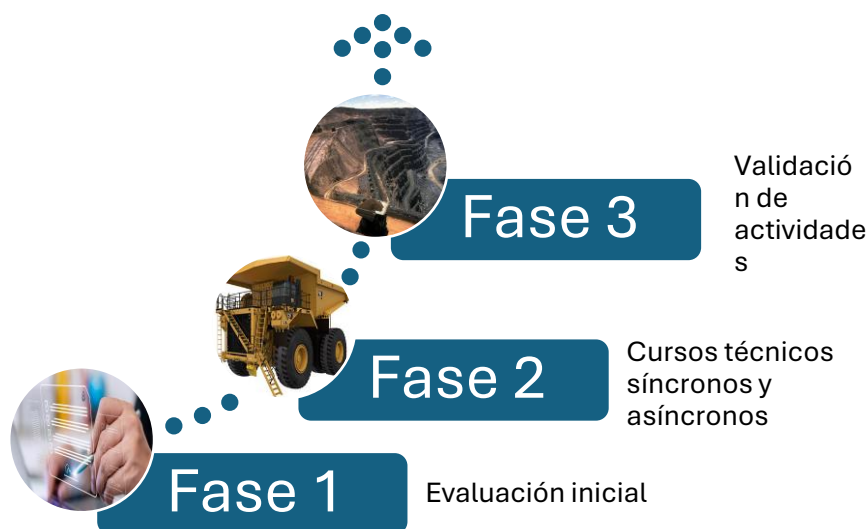 Fase 3
Validació
n de
actividade
s
Fase 2
Cursos técnicos
síncronos y
asíncronos
Fase 1
Evaluación inicial